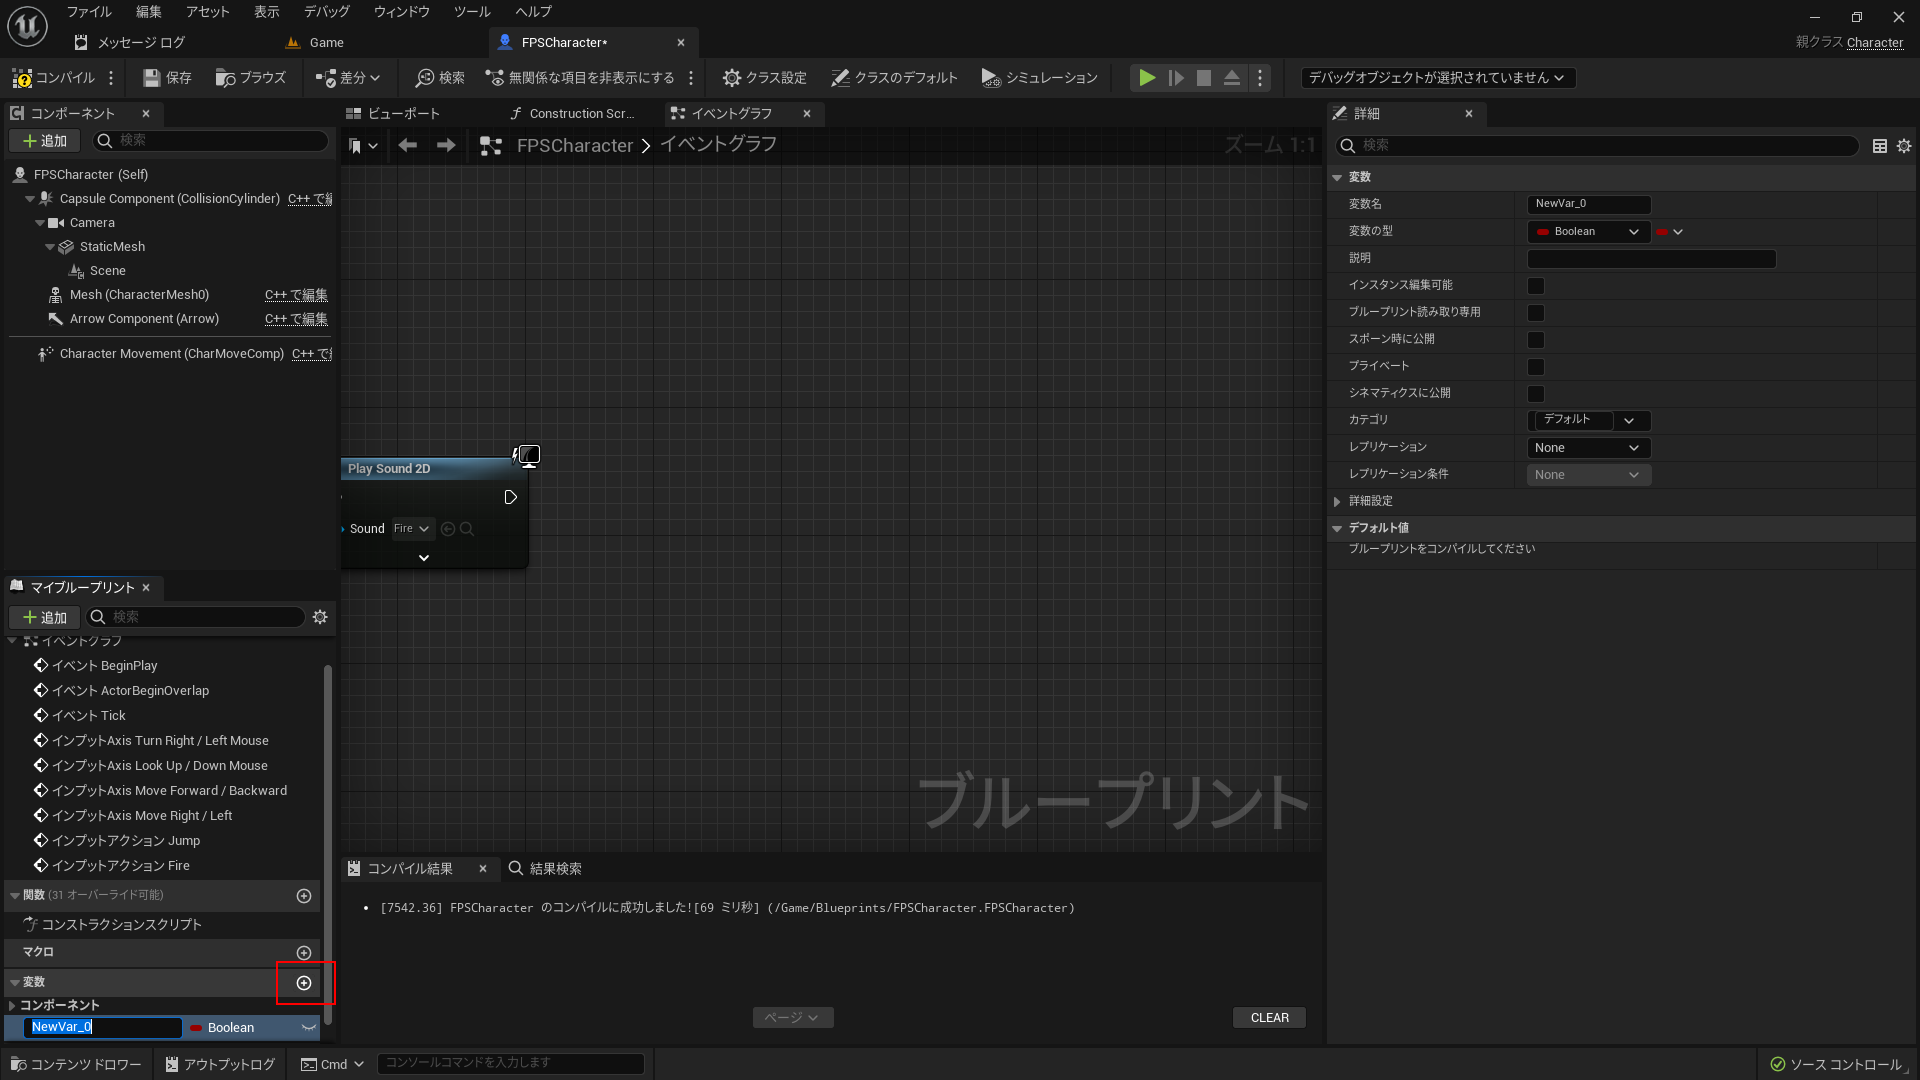 ファイル 編集 アセット 表示 デバッグ ウィンドウ ツール ヘルプ
メッセージ ログ Game FPSCharacter*
親クラス Character
コンパイル 保存 ブラウズ 差分 検索 無関係な項目を非表示にする クラス設定 クラスのデフォルト シミュレーション デバッグオブジェクトが選択されていません
コンポーネント
追加 検索
FPSCharacter (Self)
Capsule Component (CollisionCylinder) C++ で編
Camera
StaticMesh
Scene
Mesh (CharacterMesh0) C++ で編集
Arrow Component (Arrow) C++ で編集
Character Movement (CharMoveComp) C++ で
マイブループリント
追加 検索
イベントグラフ
イベント BeginPlay
イベント ActorBeginOverlap
イベント Tick
インプットAxis Turn Right / Left Mouse
インプットAxis Look Up / Down Mouse
インプットAxis Move Forward / Backward
インプットAxis Move Right / Left
インプットアクション Jump
インプットアクション Fire
関数 (31 オーバーライド可能)
コンストラクションスクリプト
マクロ
変数
コンポーネント
NewVar_0 Boolean
ビューポート Construction Scr... イベントグラフ
FPSCharacter イベントグラフ ズーム 1:1
Play Sound 2D
Sound Fire
ブループリント
コンパイル結果 結果検索
[7542.36] FPSCharacter のコンパイルに成功しました![69 ミリ秒] (/Game/Blueprints/FPSCharacter.FPSCharacter)
ページ CLEAR
詳細
検索
変数
変数名 NewVar_0
変数の型 Boolean
説明
インスタンス編集可能
ブループリント読み取り専用
スポーン時に公開
プライベート
シネマティクスに公開
カテゴリ デフォルト
レプリケーション None
レプリケーション条件 None
詳細設定
デフォルト値
ブループリントをコンパイルしてください
コンテンツ ドロワー アウトプットログ Cmd コンソールコマンドを入力します ソース コントロール